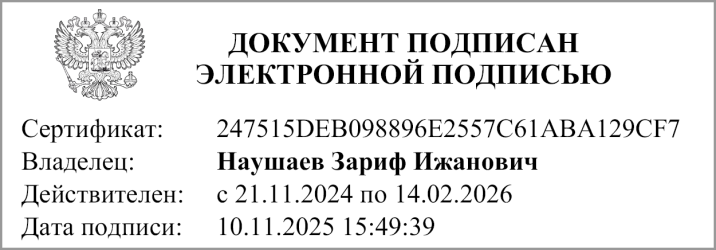 ДОКУМЕНТ ПОДПИСАН
ЭЛЕКТРОННОЙ ПОДПИСЬЮ
Сертификат: 247515DEB098896E2557C61ABA129CF7
Владелец: Наушаев Зариф Ижанович
Действителен: с 21.11.2024 по 14.02.2026
Дата подписи: 10.11.2025 15:49:39